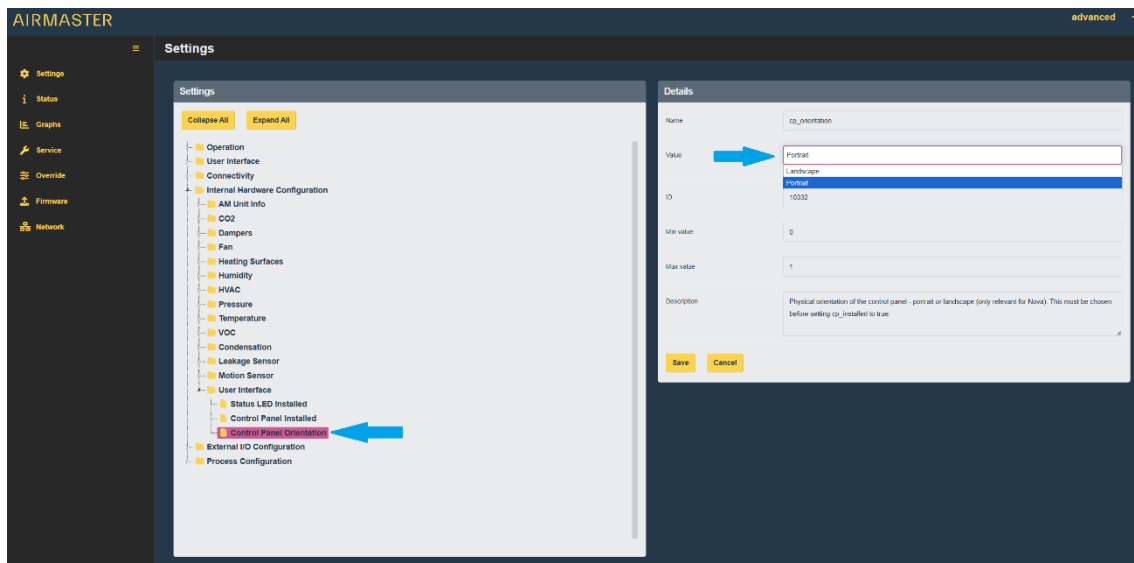 AIRMASTER
advanced
Settings
Settings
Status
Graphs
Service
Override
Firmware
Network
Settings
Collapse All
Expand All
Operation
User Interface
Connectivity
Internal Hardware Configuration
AM Unit Info
CO2
Dampers
Fan
Heating Surfaces
Humidity
HVAC
Pressure
Temperature
VOC
Condensation
Leakage Sensor
Motion Sensor
User Interface
Status LED Installed
Control Panel Installed
Control Panel Orientation
External I/O Configuration
Process Configuration
Details
Name
cp_orientation
Value
Portrait
Landscape
Portrait
ID
10332
Min value
0
Max value
1
Description
Physical orientation of the control panel - portrait or landscape (only relevant for Nova). This must be chosen
before setting cp_installed to true.
Save
Cancel